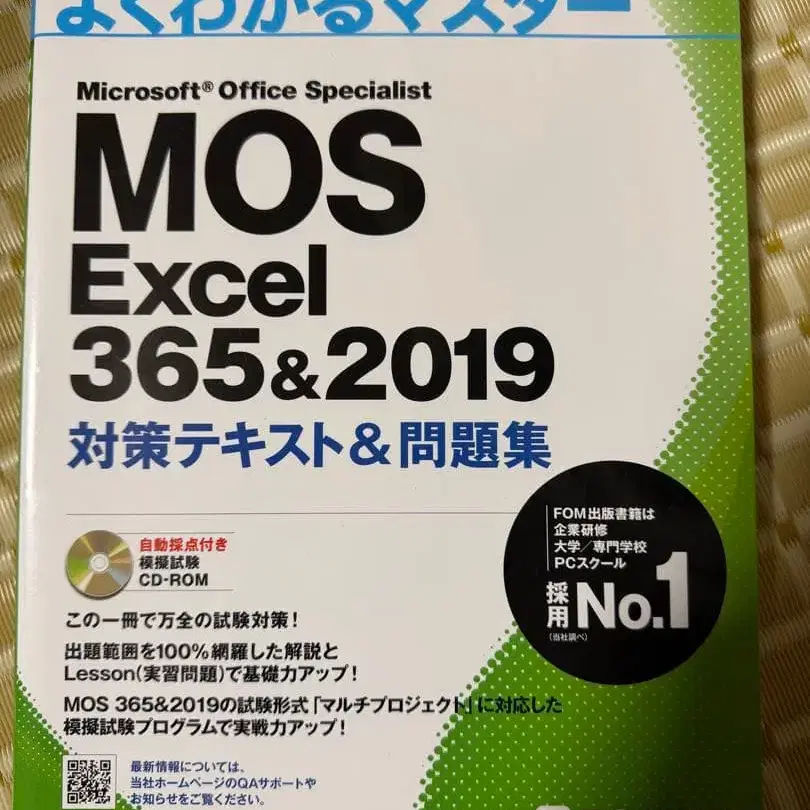 よくわかるマスター
Microsoft® Office Specialist
MOS
Excel
365&2019
対策テキスト&問題集
FOM出版書籍は
企業研修
大学/専門学校
PCスクール
採用 No.1
(当社調べ)
自動採点付き
模擬試験
CD-ROM
この一冊で万全の試験対策!
出題範囲を100%網羅した解説と
Lesson(実習問題)で基礎力アップ!
MOS 365&2019の試験形式「マルチプロジェクト」に対応した
模擬試験プログラムで実戦力アップ!
最新情報については、
当社ホームページのQAサポートや
お知らせをご覧ください。